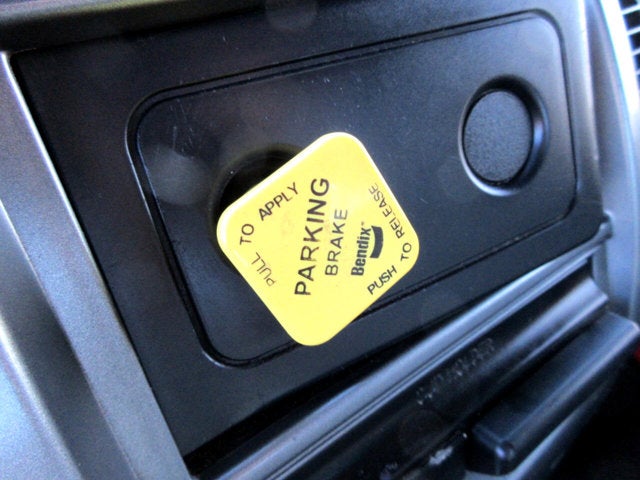 PULL TO APPLY
PARKING
BRAKE
Bendix
PUSH TO RELEASE